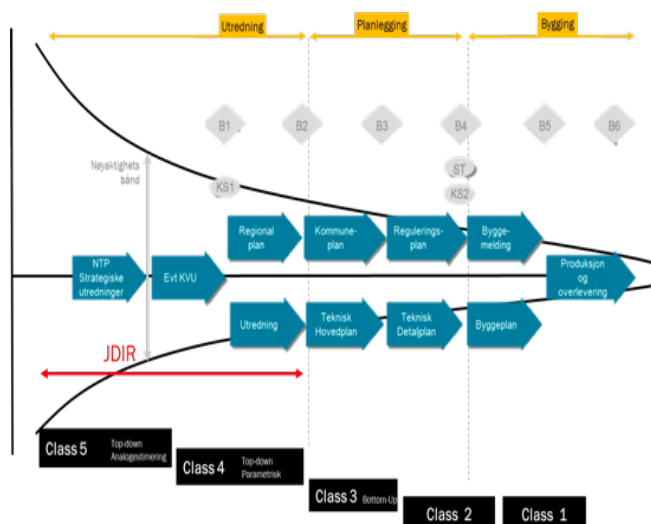 Utredning
Planlegging
Bygging
B1
B2
B3
B4
B5
B6
Nøyaktighets
bånd
KS1
ST
KS2
Regional
plan
Kommune-
plan
Regulerings-
plan
Bygge-
melding
NTP
Strategiske
utredninger
Evt KVU
Produksjon
og
overlevering
Utredning
Teknisk
Hovedplan
Teknisk
Detaljplan
Byggeplan
JDIR
Class 5
Top-down
Analogestimering
Class 4
Top-down
Parametrisk
Class 3 Bottom-Up
Class 2
Class 1